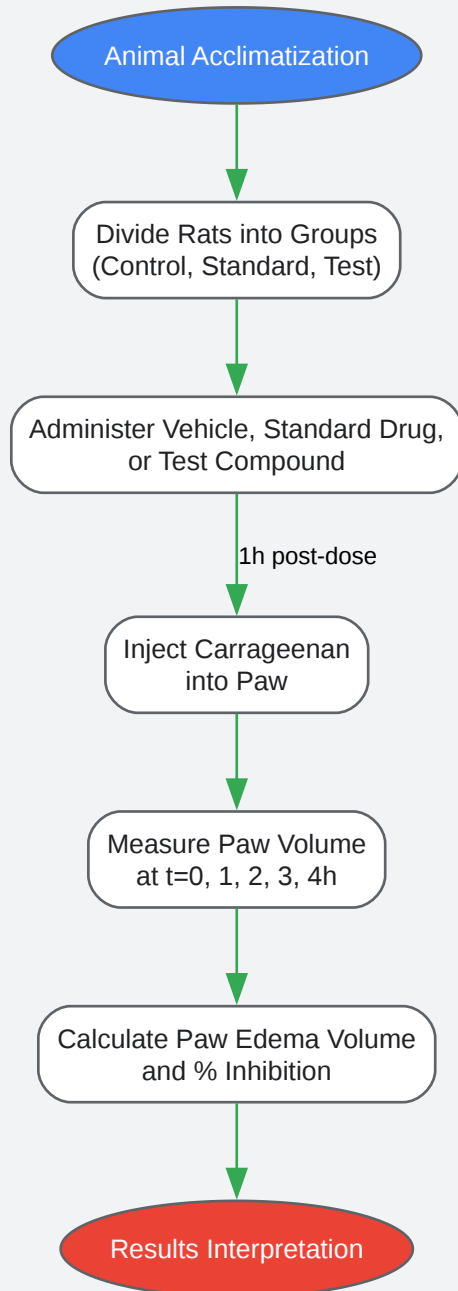 Animal Acclimatization
Divide Rats into Groups
(Control, Standard, Test)
Administer Vehicle, Standard Drug,
or Test Compound
1h post-dose
Inject Carrageenan
into Paw
Measure Paw Volume
at t=0, 1, 2, 3, 4h
Calculate Paw Edema Volume
and % Inhibition
Results Interpretation